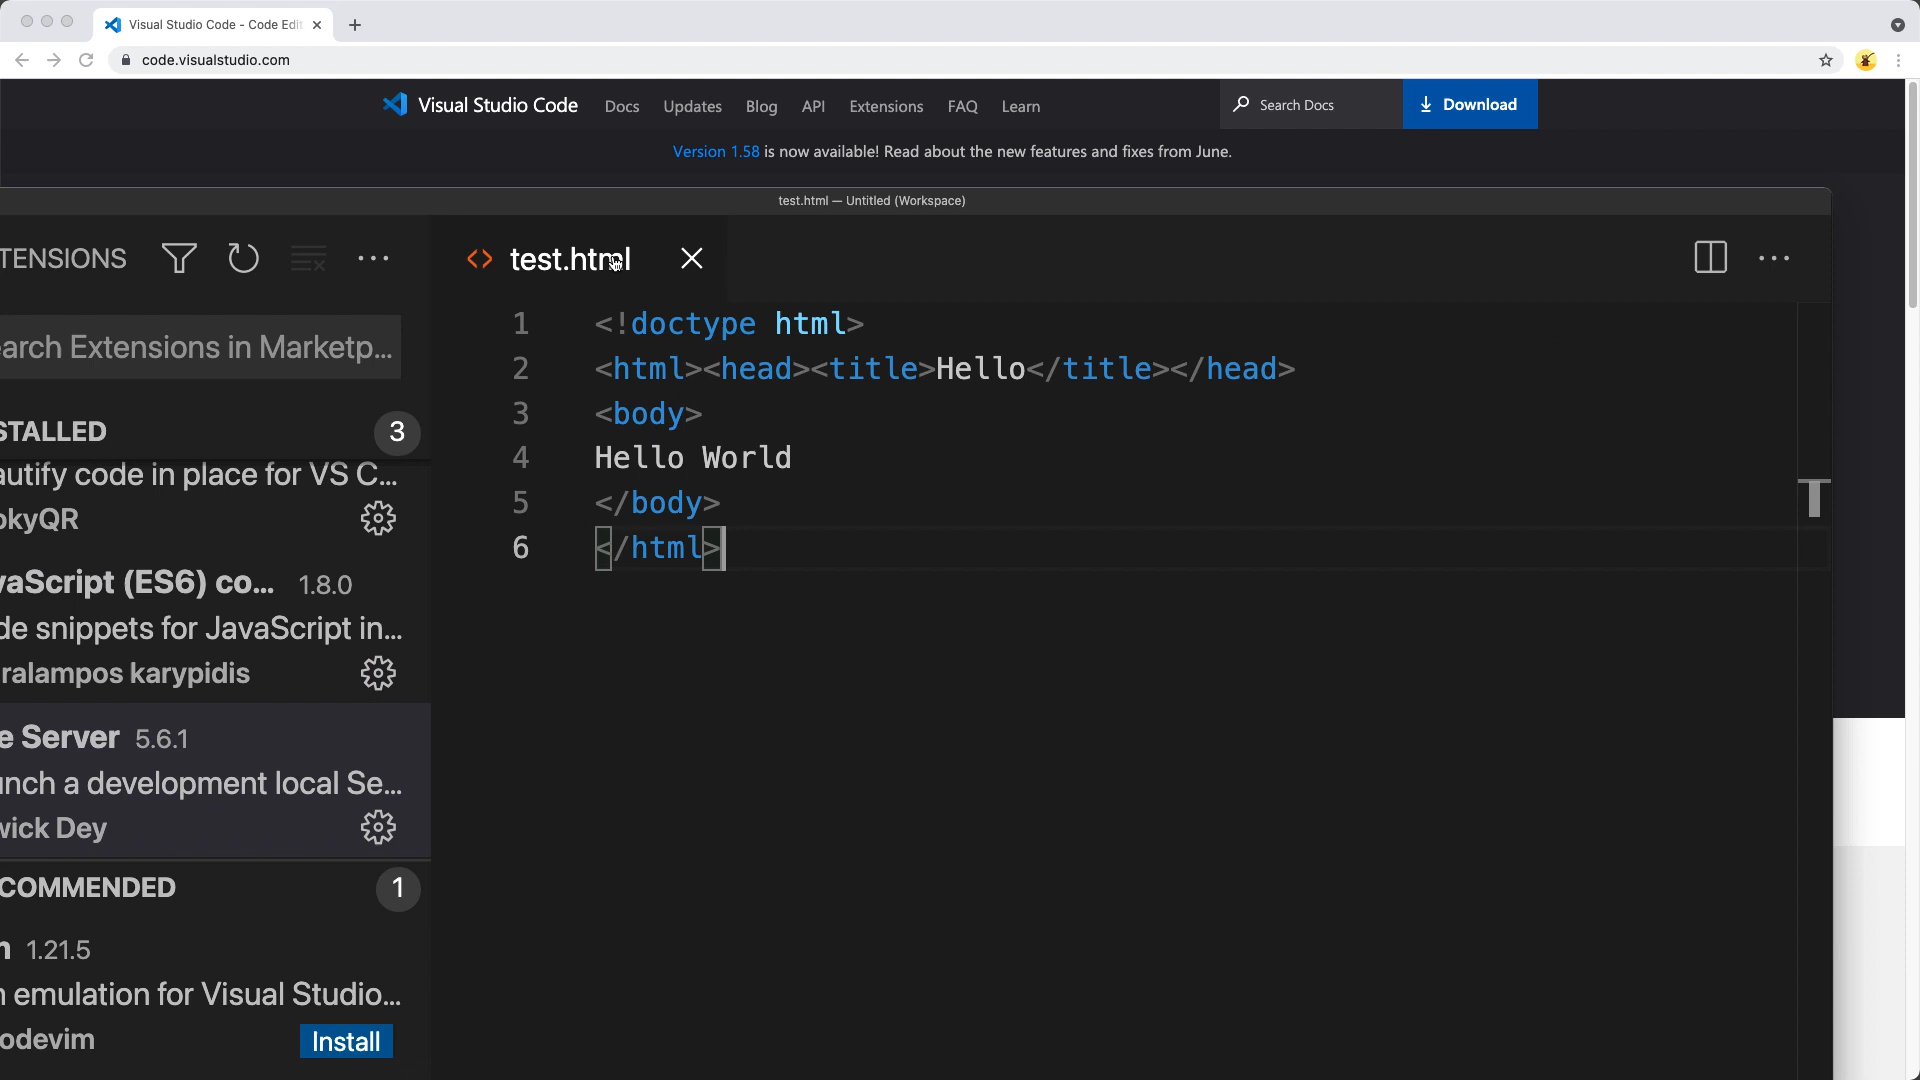 Visual Studio Code - Code Edit
code.visualstudio.com
Visual Studio Code Docs Updates Blog API Extensions FAQ Learn Search Docs Download
Version 1.58 is now available! Read about the new features and fixes from June.
test.html — Untitled (Workspace)
TENSIONS
earch Extensions in Marketp...
STALLED 3
autify code in place for VS C...
okyQR
vaScript (ES6) co... 1.8.0
de snippets for JavaScript in...
ralampos karypidis
e Server 5.6.1
unch a development local Se...
wick Dey
COMMENDED 1
1.21.5
emulation for Visual Studio...
odevim
Install
test.html
1 <!doctype html>
2 <html><head><title>Hello</title></head>
3 <body>
4 Hello World
5 </body>
6 </html>